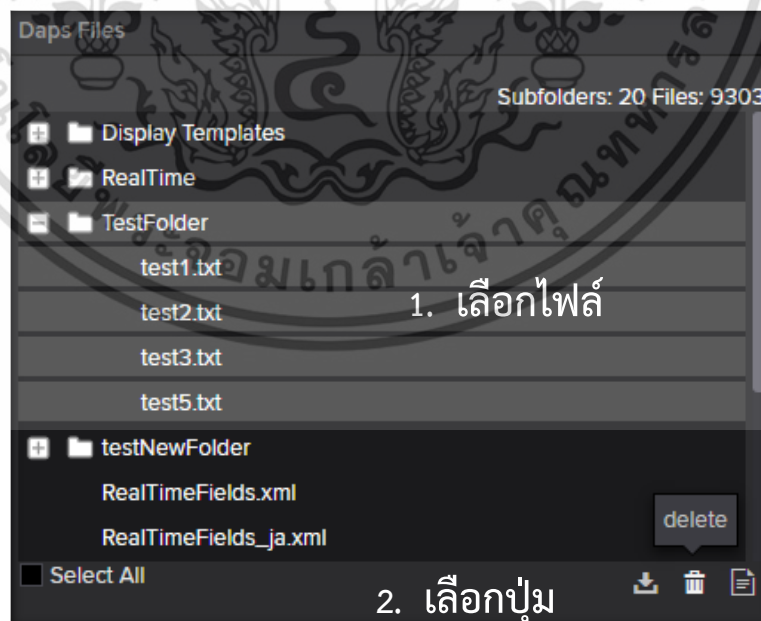 Daps Files
Subfolders: 20 Files: 9303
Display Templates
RealTime
TestFolder
test1.txt
test2.txt
1. เลือกไฟล์
test3.txt
test5.txt
testNewFolder
RealTimeFields.xml
RealTimeFields_ja.xml
delete
Select All
2. เลือกปุ่ม